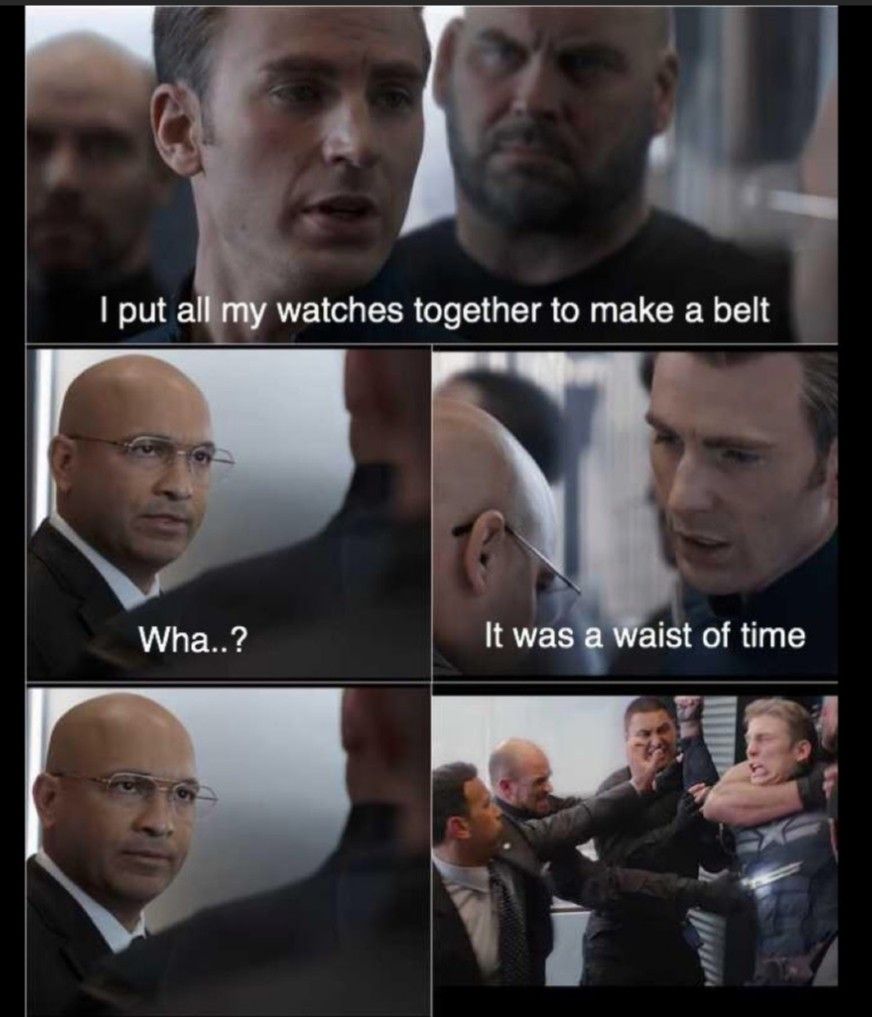 I put all my watches together to make a belt
Wha..?
It was a waist of time